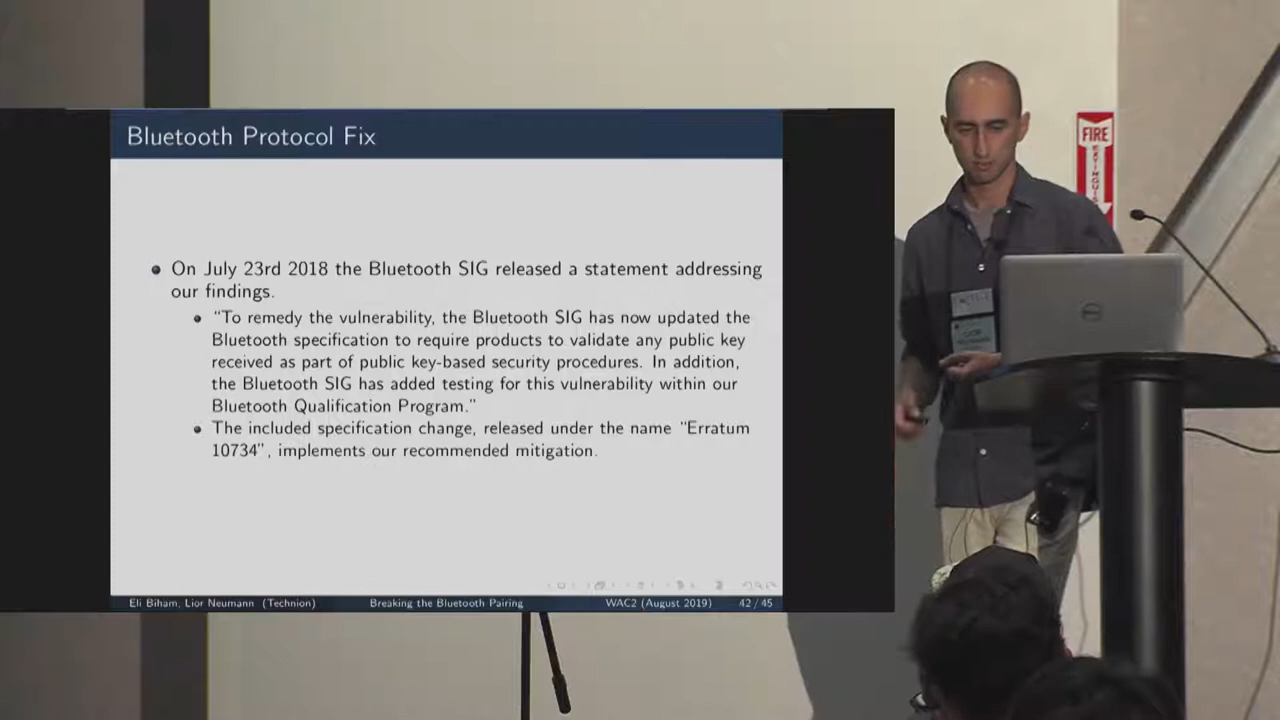 Bluetooth Protocol Fix
On July 23rd 2018 the Bluetooth SIG released a statement addressing
our findings.
“To remedy the vulnerability, the Bluetooth SIG has now updated the
Bluetooth specification to require products to validate any public key
received as part of public key-based security procedures. In addition,
the Bluetooth SIG has added testing for this vulnerability within our
Bluetooth Qualification Program.”
The included specification change, released under the name “Erratum
10734”, implements our recommended mitigation.
Eli Biham, Lior Neumann (Technion) Breaking the Bluetooth Pairing WAC2 (August 2019) 42 / 45
FIRE
DELL